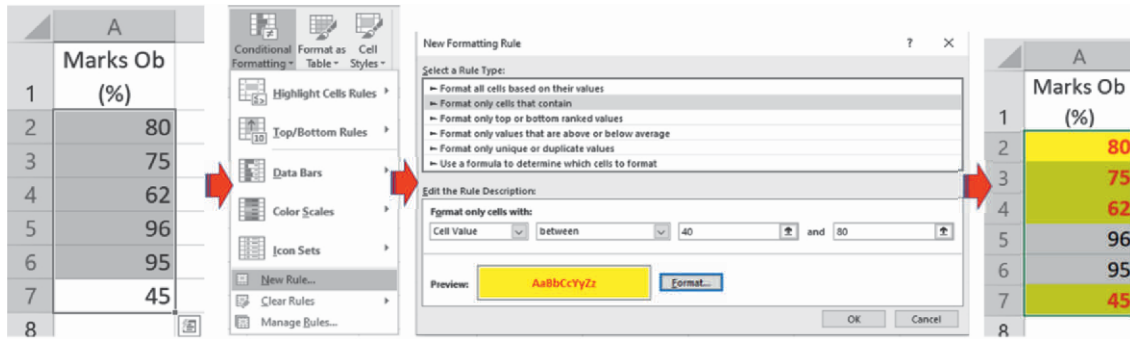 A
1
Marks Ob
(%)
2 80
3 75
4 62
5 96
6 95
7 45
8
Conditional Formatting
Format as Table
Cell Styles
Highlight Cells Rules
Top/Bottom Rules
10
Data Bars
Color Scales
Icon Sets
New Rule...
Clear Rules
Manage Rules...
New Formatting Rule
? ×
Select a Rule Type:
► Format all cells based on their values
► Format only cells that contain
► Format only top or bottom ranked values
► Format only values that are above or below average
► Format only unique or duplicate values
► Use a formula to determine which cells to format
Edit the Rule Description:
Format only cells with:
Cell Value between 40 and 80
Preview: AaBbCcYyZz Format...
OK Cancel
A
1
Marks Ob
(%)
2 80
3 75
4 62
5 96
6 95
7 45
8